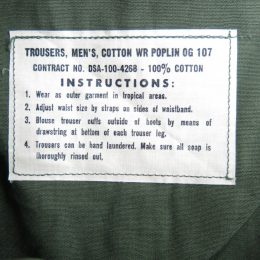 TROUSERS, MEN'S, COTTON WR POPLIN OG 107
CONTRACT NO. DSA-100-4268 - 100% COTTON
INSTRUCTIONS:
1. Wear as outer garment in tropical areas.
2. Adjust waist size by straps on sides of waistband.
3. Blouse trouser cuffs outside of boots by means of
drawstring at bottom of each trouser leg.
4. Trousers can be hand laundered. Make sure all soap is
thoroughly rinsed out.